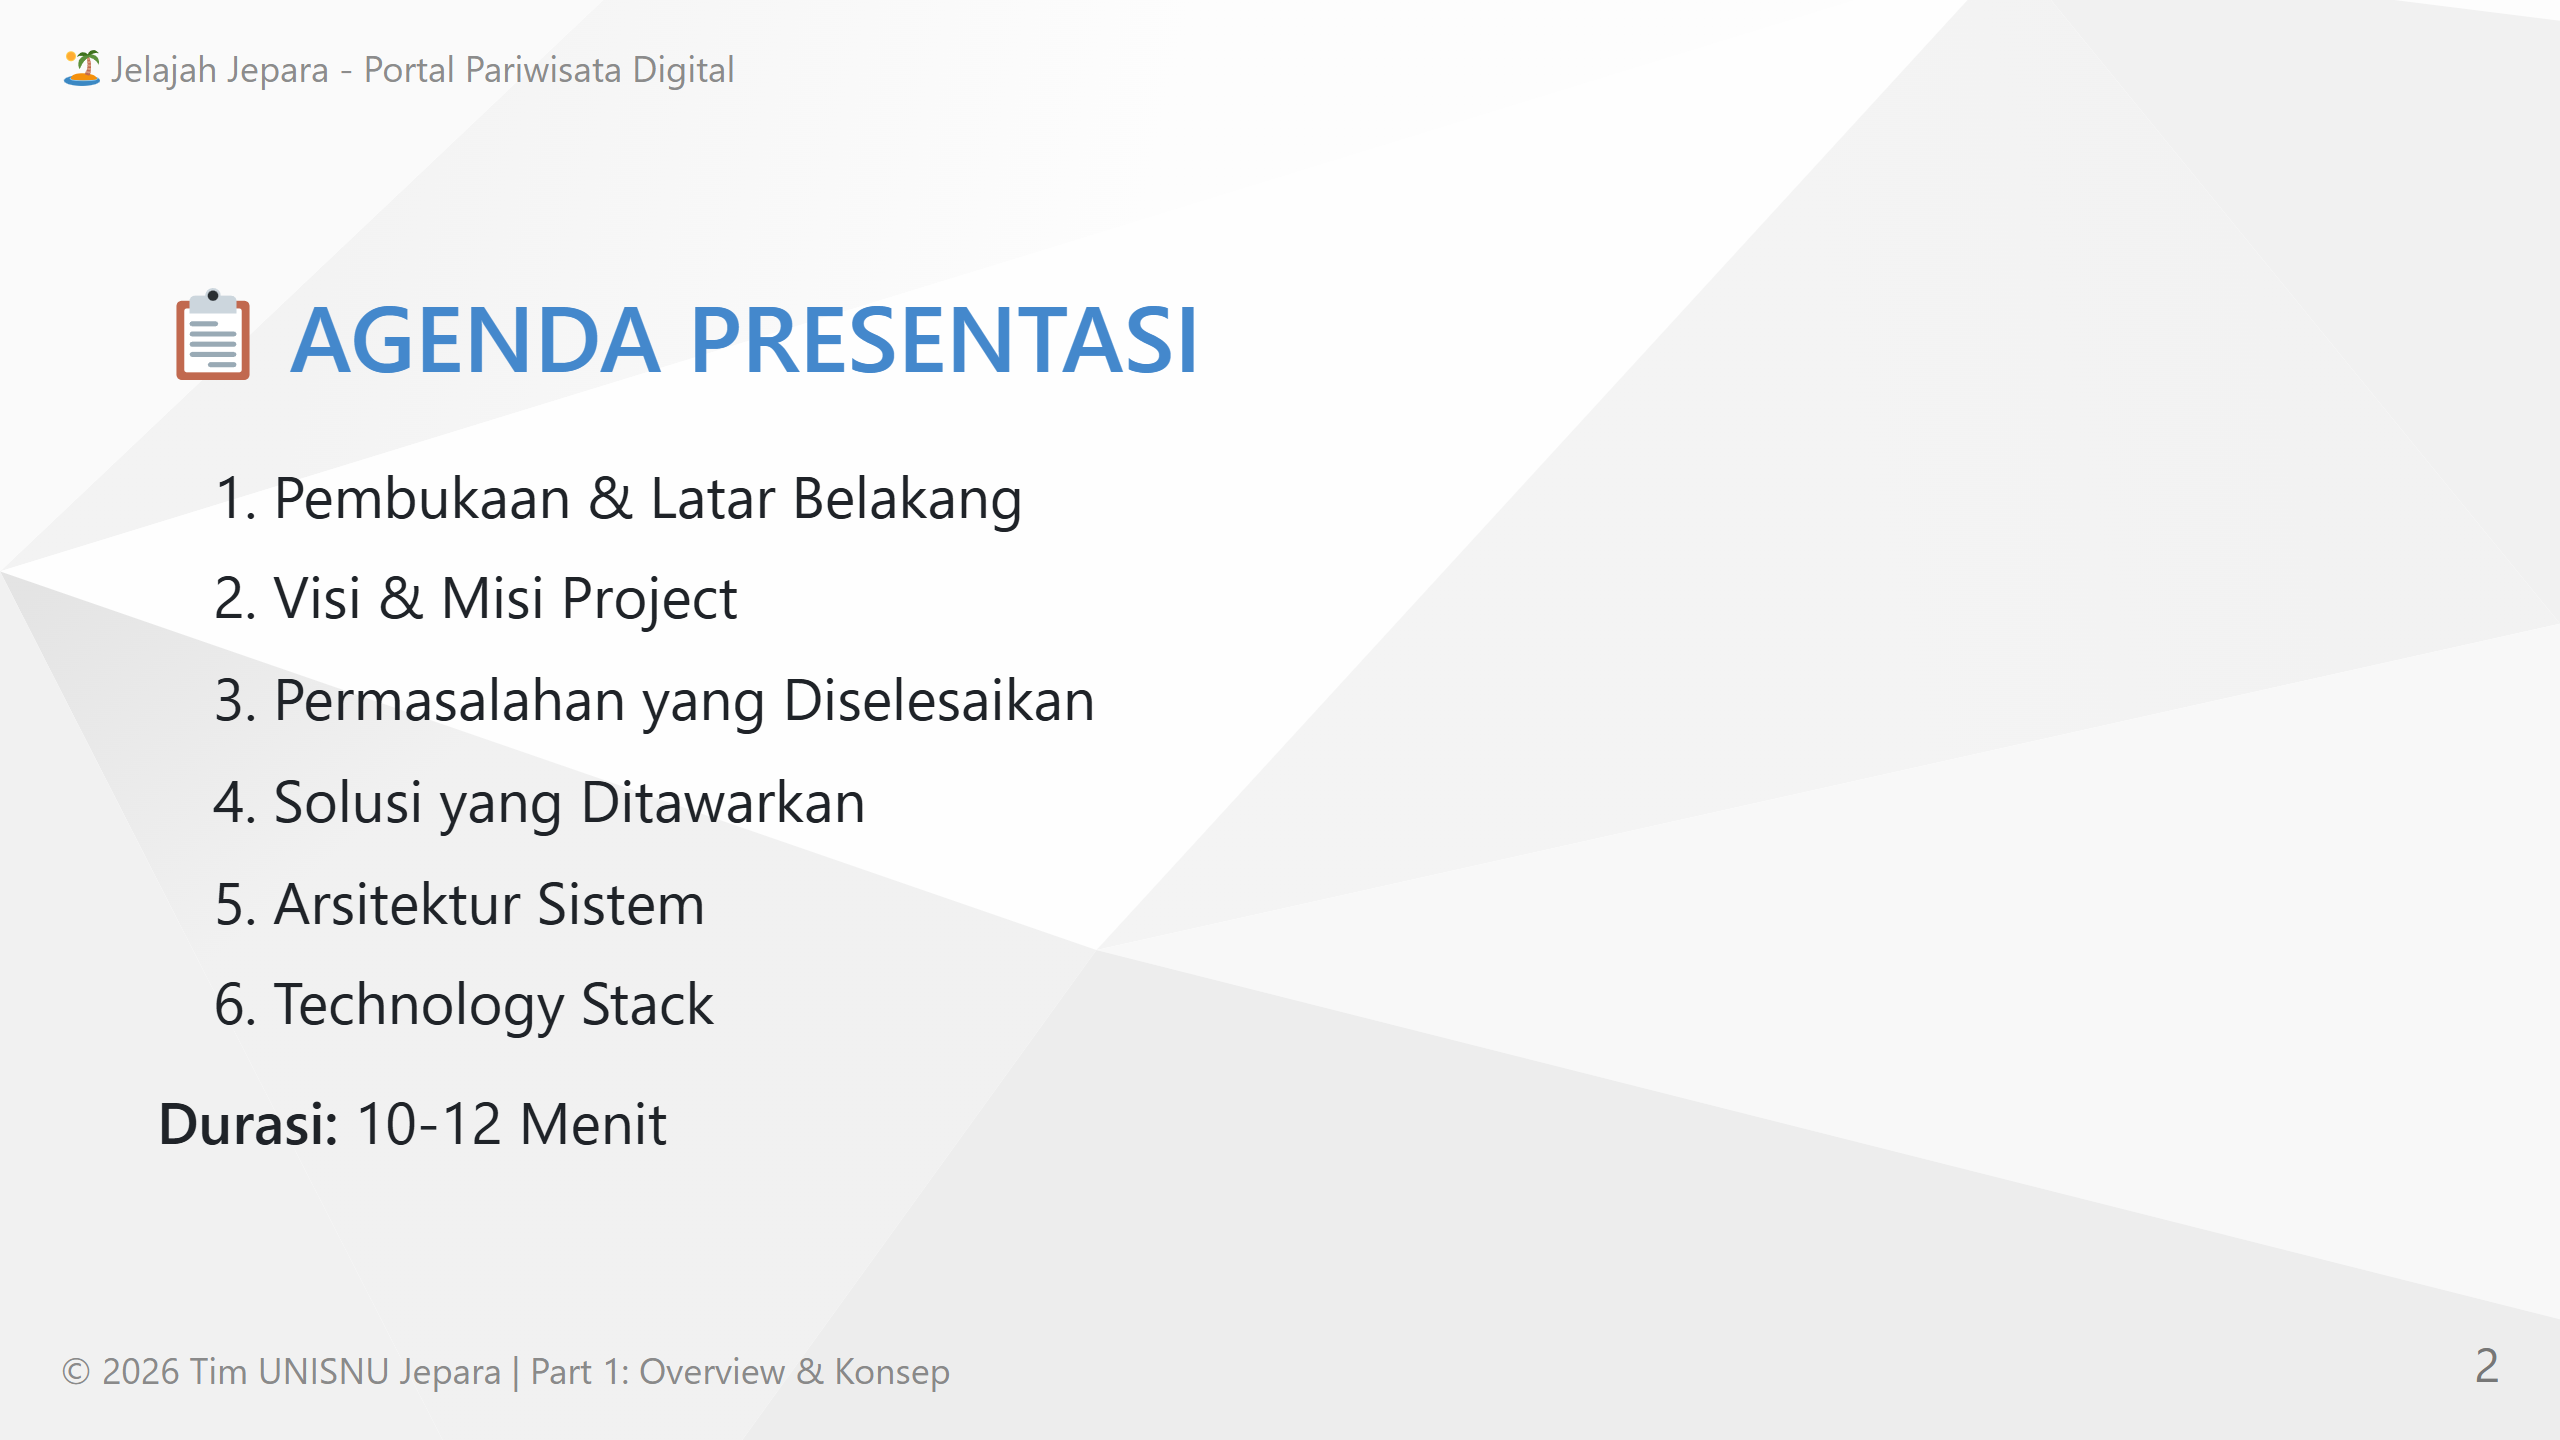 Jelajah Jepara - Portal Pariwisata Digital
AGENDA PRESENTASI
1. Pembukaan & Latar Belakang
2. Visi & Misi Project
3. Permasalahan yang Diselesaikan
4. Solusi yang Ditawarkan
5. Arsitektur Sistem
6. Technology Stack
Durasi: 10-12 Menit
© 2026 Tim UNISNU Jepara | Part 1: Overview & Konsep
2